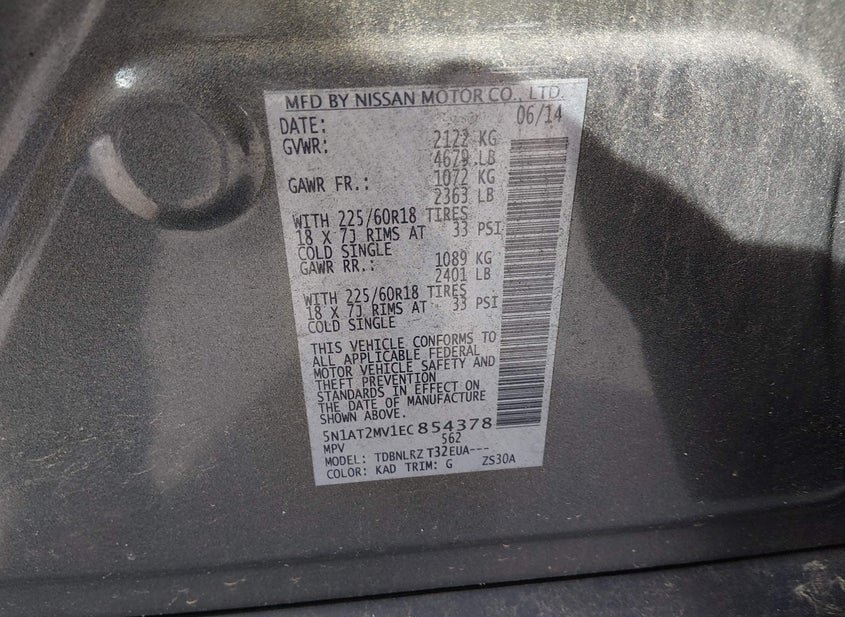 MFD BY NISSAN MOTOR CO., LTD.
DATE: 06/14
GVWR: 2122 KG
4679 LB
GAWR FR.: 1072 KG
2363 LB
WITH 225/60R18 TIRES
18 X 7J RIMS AT 33 PSI
COLD SINGLE
GAWR RR.: 1089 KG
2401 LB
WITH 225/60R18 TIRES
18 X 7J RIMS AT 33 PSI
COLD SINGLE
THIS VEHICLE CONFORMS TO
ALL APPLICABLE FEDERAL
MOTOR VEHICLE SAFETY AND
THEFT PREVENTION
STANDARDS IN EFFECT ON
THE DATE OF MANUFACTURE
SHOWN ABOVE.
5N1AT2MV1EC854378
MPV 562
MODEL: TDBNLRZ T32EUA---
COLOR: KAD TRIM: G ZS30A